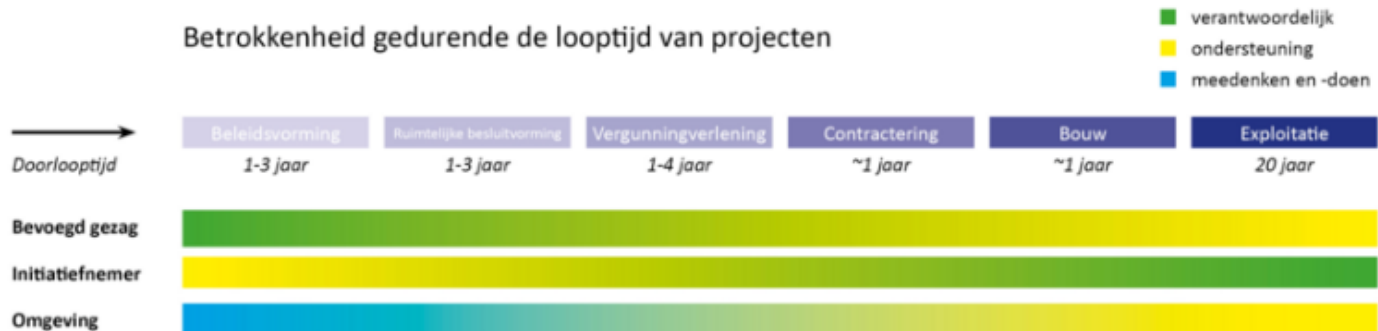 Betrokkenheid gedurende de looptijd van projecten
verantwoordelijk
ondersteuning
meedenken en -doen
Beleidsvorming Ruimtelijke besluitvorming Vergunningverlening Contractering Bouw Exploitatie
Doorlooptijd 1-3 jaar 1-3 jaar 1-4 jaar ~1 jaar ~1 jaar 20 jaar
Bevoegd gezag
Initiatiefnemer
Omgeving